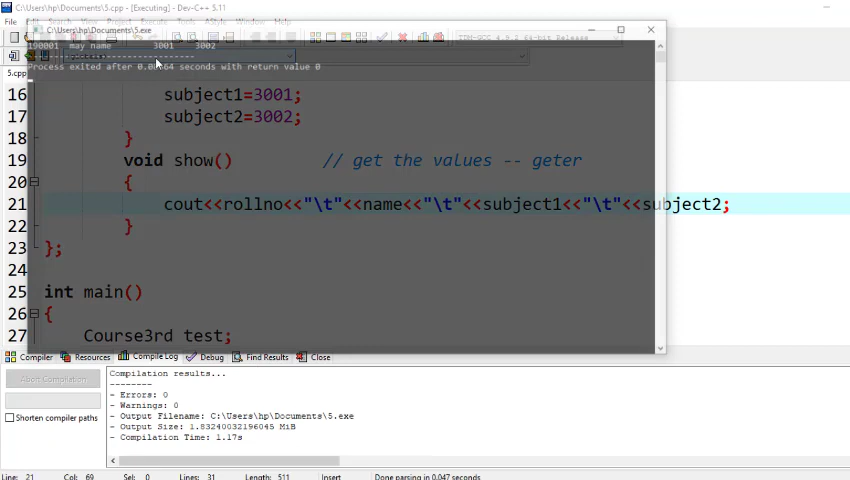 C:\Users\hp\Documents\5.cpp - [Executing] - Dev-C++ 5.11
File Edit Search View Project Execute Tools AStyle Window Help
C:\Users\hp\Documents\5.exe
TDM-GCC 4.9.2 64-bit Release
190001 may name 3001 3002
--------------------------------
Process exited after seconds with return value 0
5.cpp
16 subject1=3001;
17 subject2=3002;
18 }
19 void show() // get the values -- geter
20 {
21 cout<<rollno<<"\t"<<name<<"\t"<<subject1<<"\t"<<subject2;
22 }
23 };
24
25 int main()
26 {
27 Course3rd test;
Compiler Resources Compile Log Debug Find Results Close
Abort Compilation
Shorten compiler paths
Compilation results...
--------
- Errors: 0
- Warnings: 0
- Output Filename: C:\Users\hp\Documents\5.exe
- Output Size: 1.83240032196045 MiB
- Compilation Time: 1.17s
Line: 21 Col: 69 Sel: 0 Lines: 31 Length: 511 Insert Done parsing in 0.047 seconds